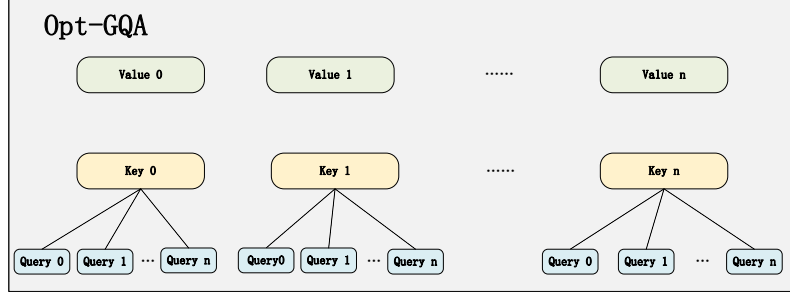 Opt-GQA
Value 0 Value 1 ...... Value n
Key 0 Key 1 ...... Key n
Query 0 Query 1 ... Query n Query0 Query 1 ... Query n Query 0 Query 1 ... Query n